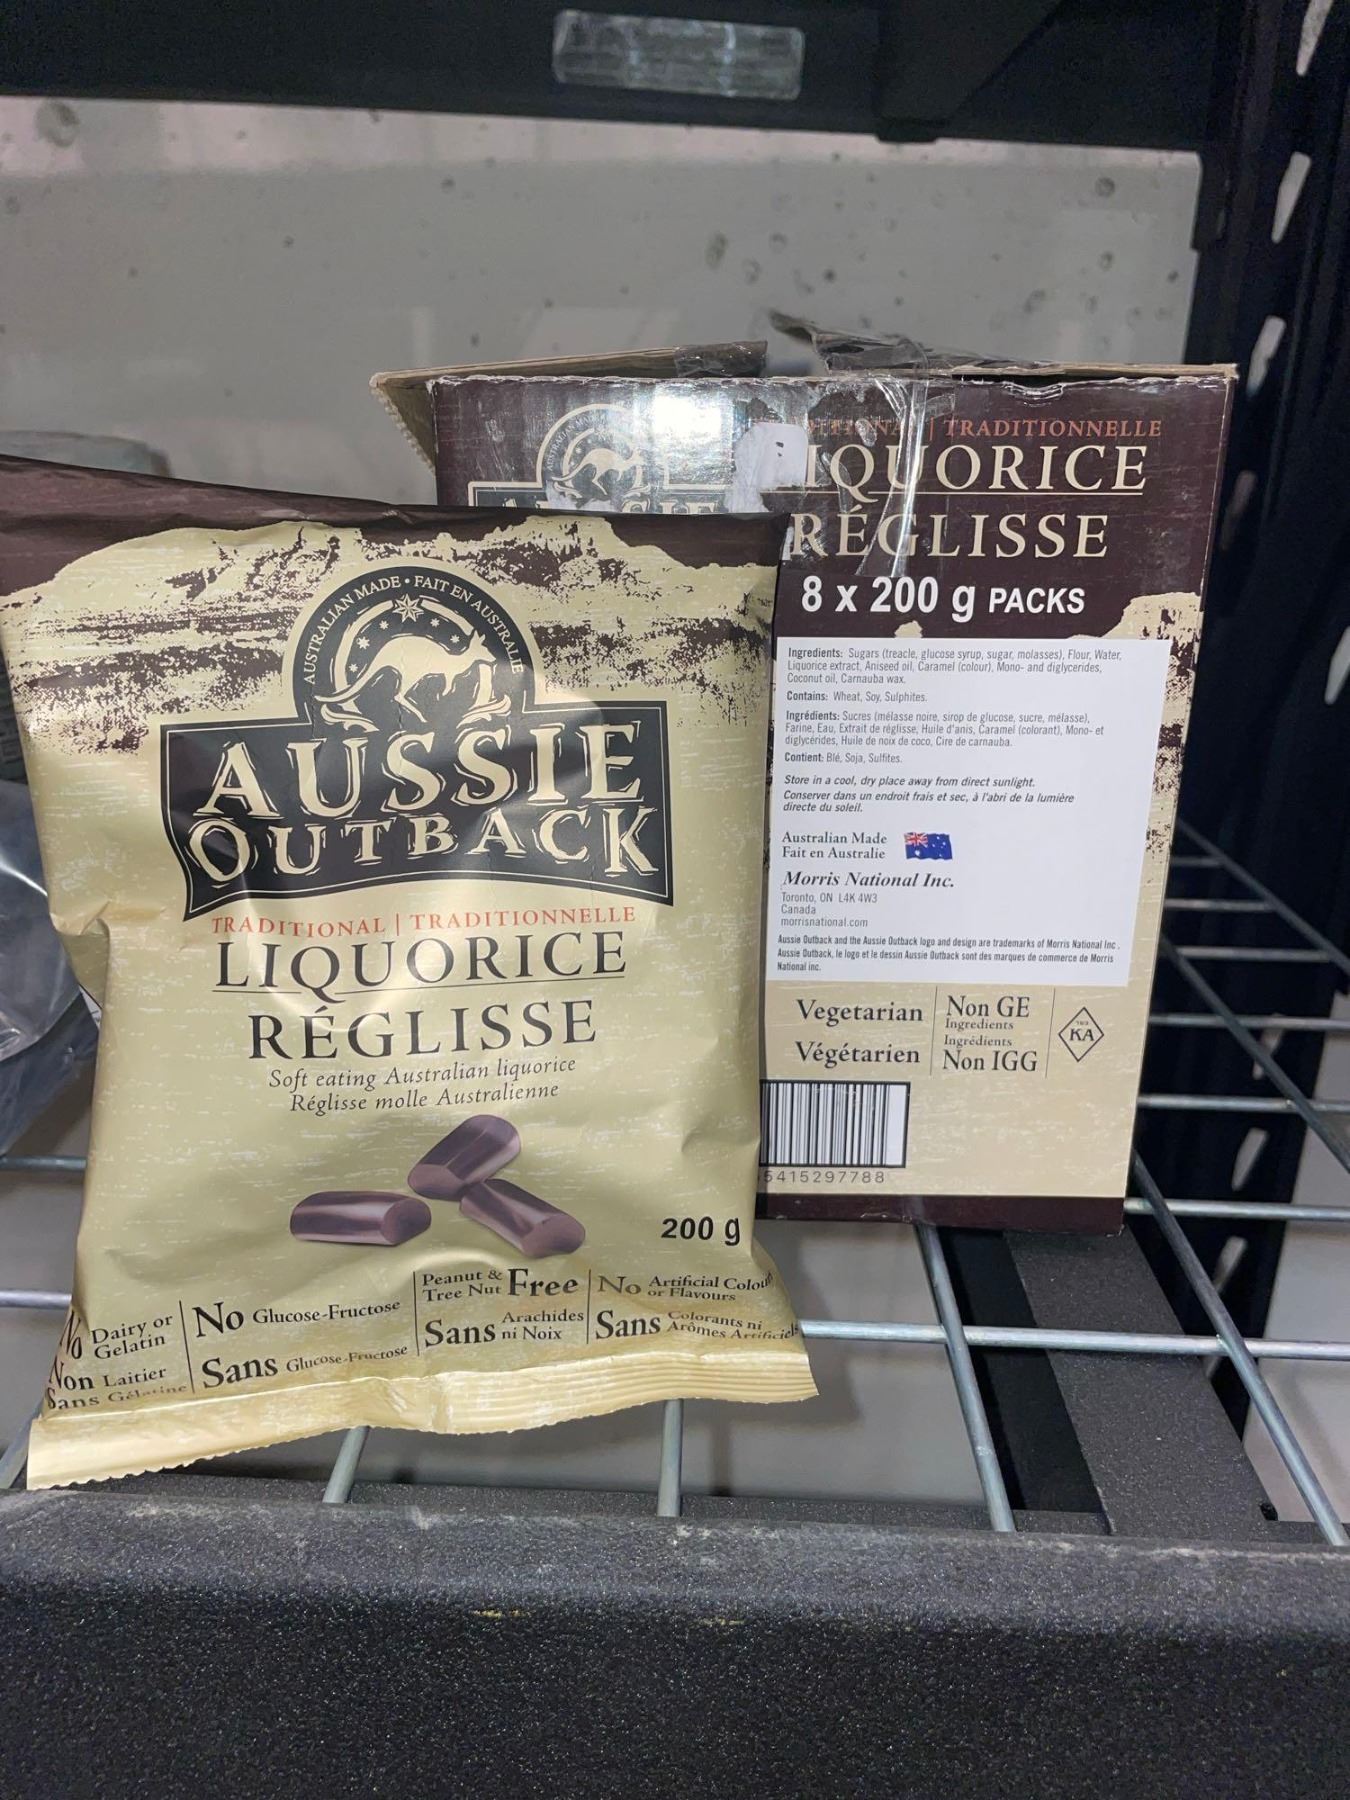 AUSTRALIAN MADE • FAIT EN AUSTRALIE
AUSSIE
OUTBACK
TRADITIONAL | TRADITIONNELLE
LIQUORICE
RÉGLISSE
Soft eating Australian liquorice
Réglisse molle Australienne
200 g
No Dairy or Gelatin
Non Laitier
Sans Gélatine
No Glucose-Fructose
Sans Glucose-Fructose
Peanut & Tree Nut Free
Sans Arachides ni Noix
No Artificial Colour or Flavours
Sans Colorants ni Arômes Artificiels
| TRADITIONNELLE
IQUORICE
RÉGLISSE
8 x 200 g PACKS
Ingredients: Sugars (treacle, glucose syrup, sugar, molasses), Flour, Water,
Liquorice extract, Aniseed oil, Caramel (colour), Mono- and diglycerides,
Coconut oil, Carnauba wax.
Contains: Wheat, Soy, Sulphites.
Ingrédients: Sucres (mélasse noire, sirop de glucose, sucre, mélasse),
Farine, Eau, Extrait de réglisse, Huile d'anis, Caramel (colorant), Mono- et
diglycérides, Huile de noix de coco, Cire de carnauba.
Contient: Blé, Soja, Sulfites.
Store in a cool, dry place away from direct sunlight.
Conserver dans un endroit frais et sec, à l'abri de la lumière
directe du soleil.
Australian Made
Fait en Australie
Morris National Inc.
Toronto, ON L4K 4W3
Canada
morrisnational.com
Aussie Outback and the Aussie Outback logo and design are trademarks of Morris National Inc.
Aussie Outback, le logo et le dessin Aussie Outback sont des marques de commerce de Morris
National inc.
Vegetarian
Végétarien
Non GE
Ingredients
Ingrédients
Non IGG
KA
5415297788